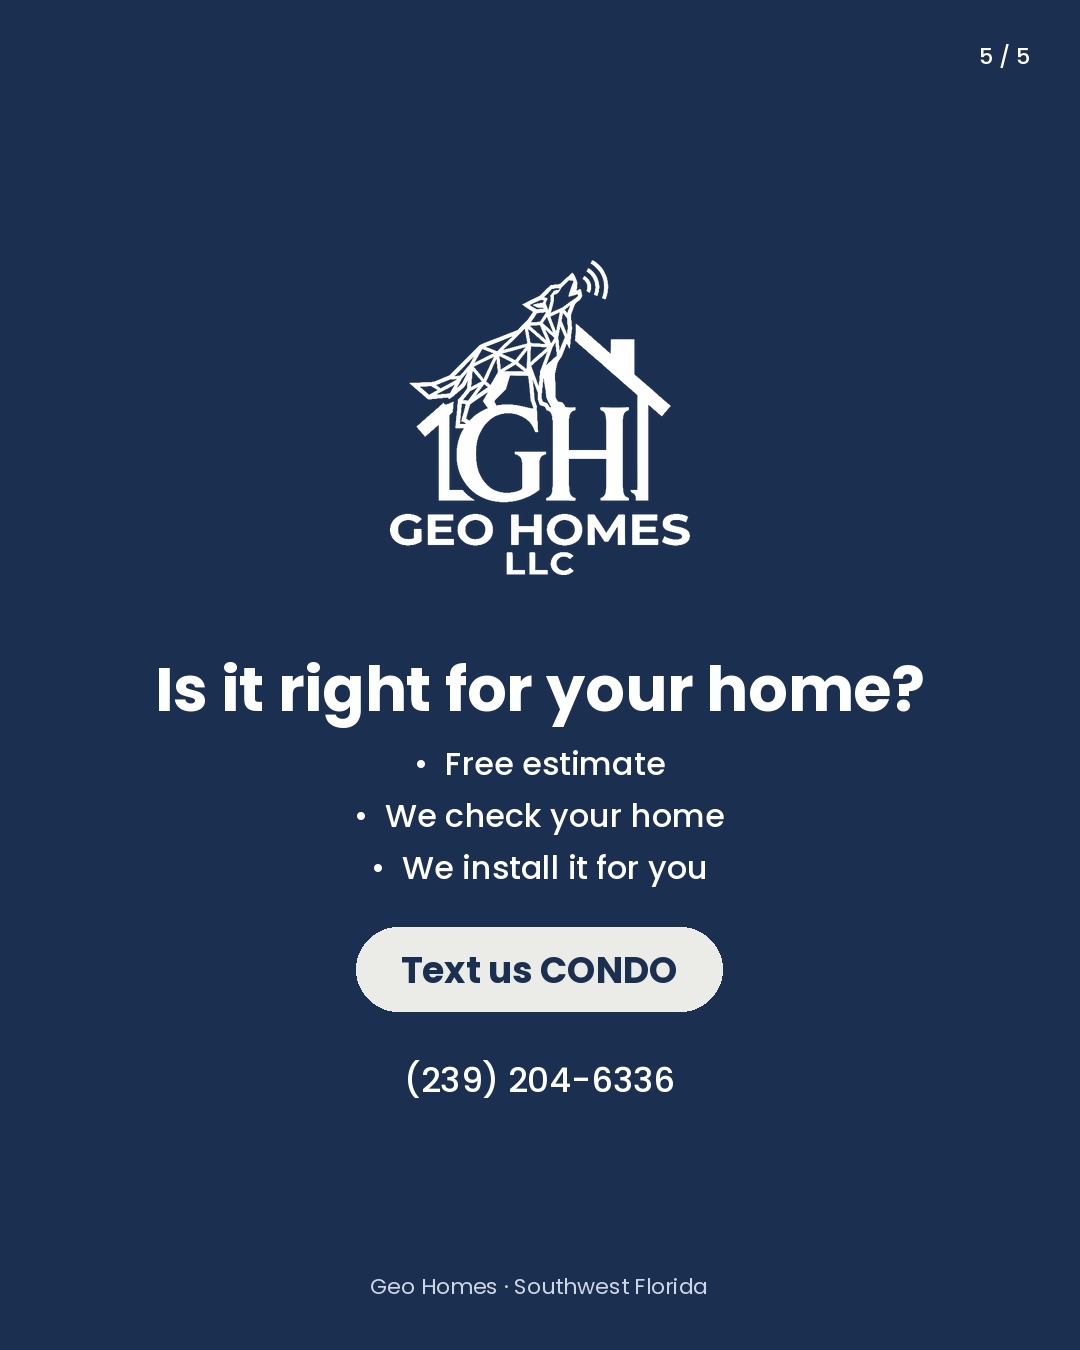 5 / 5
GH
GEO HOMES
LLC
Is it right for your home?
• Free estimate
• We check your home
• We install it for you
Text us CONDO
(239) 204-6336
Geo Homes · Southwest Florida